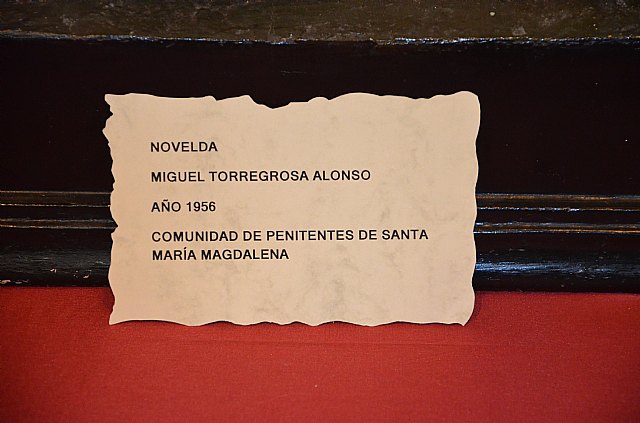 NOVELDA
MIGUEL TORREGROSA ALONSO
AÑO 1956
COMUNIDAD DE PENITENTES DE SANTA
MARÍA MAGDALENA